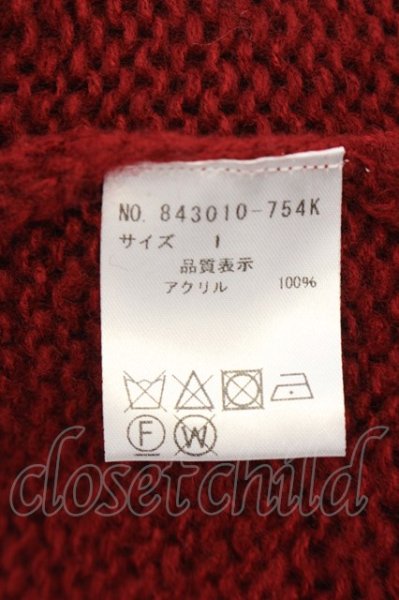 NO. 843010-754K
サイズ 1
品質表示
アクリル 100%
F W
closetchild